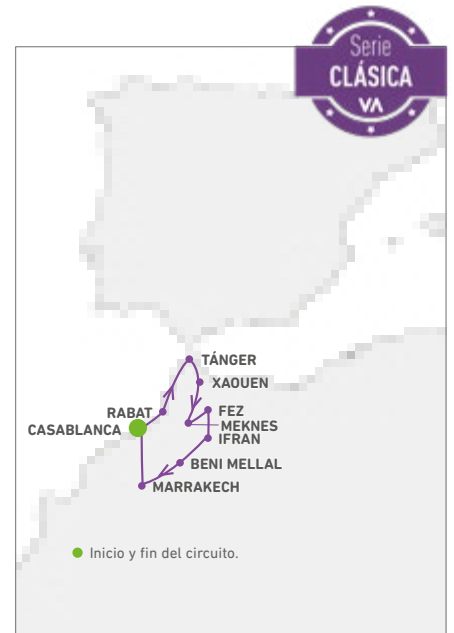 Serie
CLÁSICA
VA
TÁNGER
XAOUEN
RABAT
FEZ
CASABLANCA
MEKNES
IFRAN
BENI MELLAL
MARRAKECH
Inicio y fin del circuito.